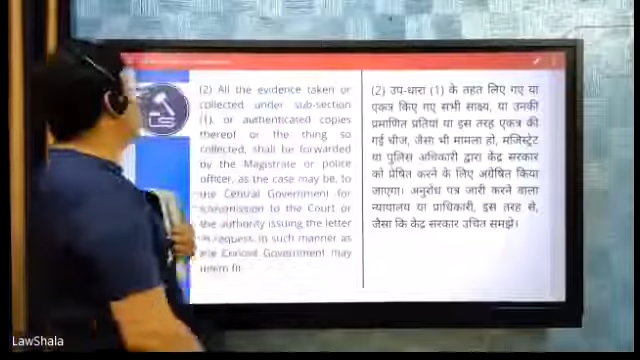 (2) All the evidence taken or
collected under sub-section
(1), or authenticated copies
thereof or the thing so
collected, shall be forwarded
by the Magistrate or police
officer, as the case may be, to
the Central Government for
transmission to the Court or
the authority issuing the letter
request, in such manner as
the Central Government may
deem fit.
(2) उप-धारा (1) के तहत लिए गए या
एकत्र किए गए सभी साक्ष्य, या उनकी
प्रमाणित प्रतियां या इस तरह एकत्र की
गई चीज, जैसा भी मामला हो, मजिस्ट्रेट
या पुलिस अधिकारी द्वारा केंद्र सरकार
को प्रेषित करने के लिए अग्रेषित किया
जाएगा। अनुरोध पत्र जारी करने वाला
न्यायालय या प्राधिकारी, इस तरह से,
जैसा कि केंद्र सरकार उचित समझे।
LawShala